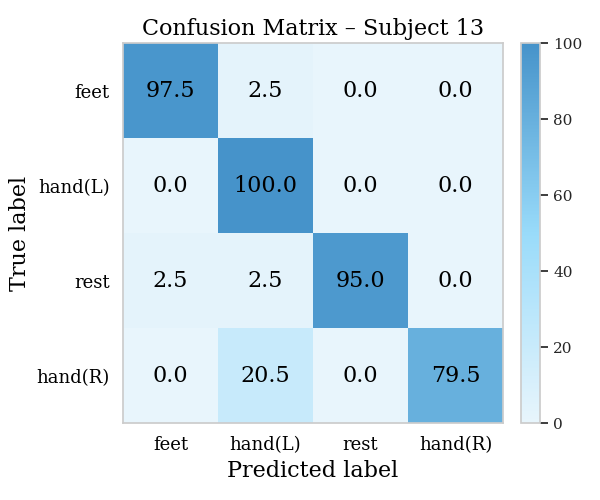 Confusion Matrix – Subject 13
True label
feet 97.5 2.5 0.0 0.0
hand(L) 0.0 100.0 0.0 0.0
rest 2.5 2.5 95.0 0.0
hand(R) 0.0 20.5 0.0 79.5
feet hand(L) rest hand(R)
Predicted label
100
80
60
40
20
0